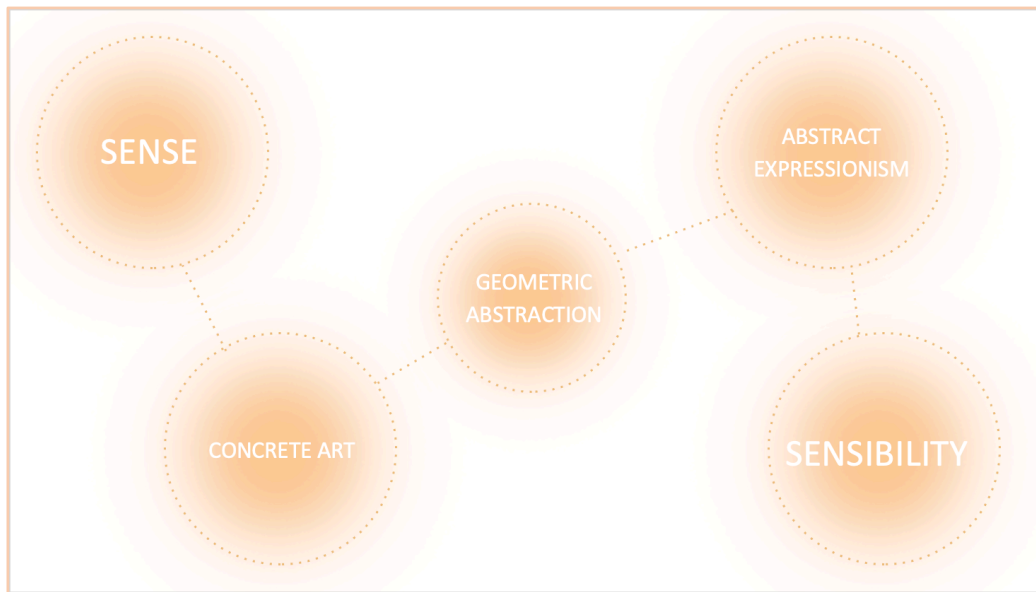 SENSE
ABSTRACT
EXPRESSIONISM
GEOMETRIC
ABSTRACTION
CONCRETE ART
SENSIBILITY